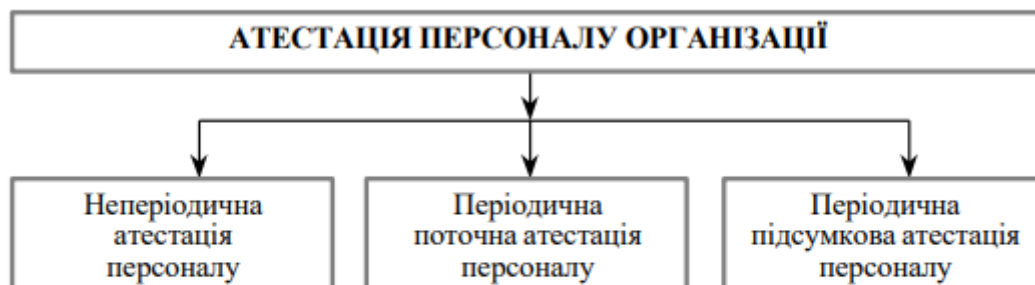 АТЕСТАЦІЯ ПЕРСОНАЛУ ОРГАНІЗАЦІЇ
Неперіодична
атестація
персоналу
Періодична
поточна атестація
персоналу
Періодична
підсумкова атестація
персоналу